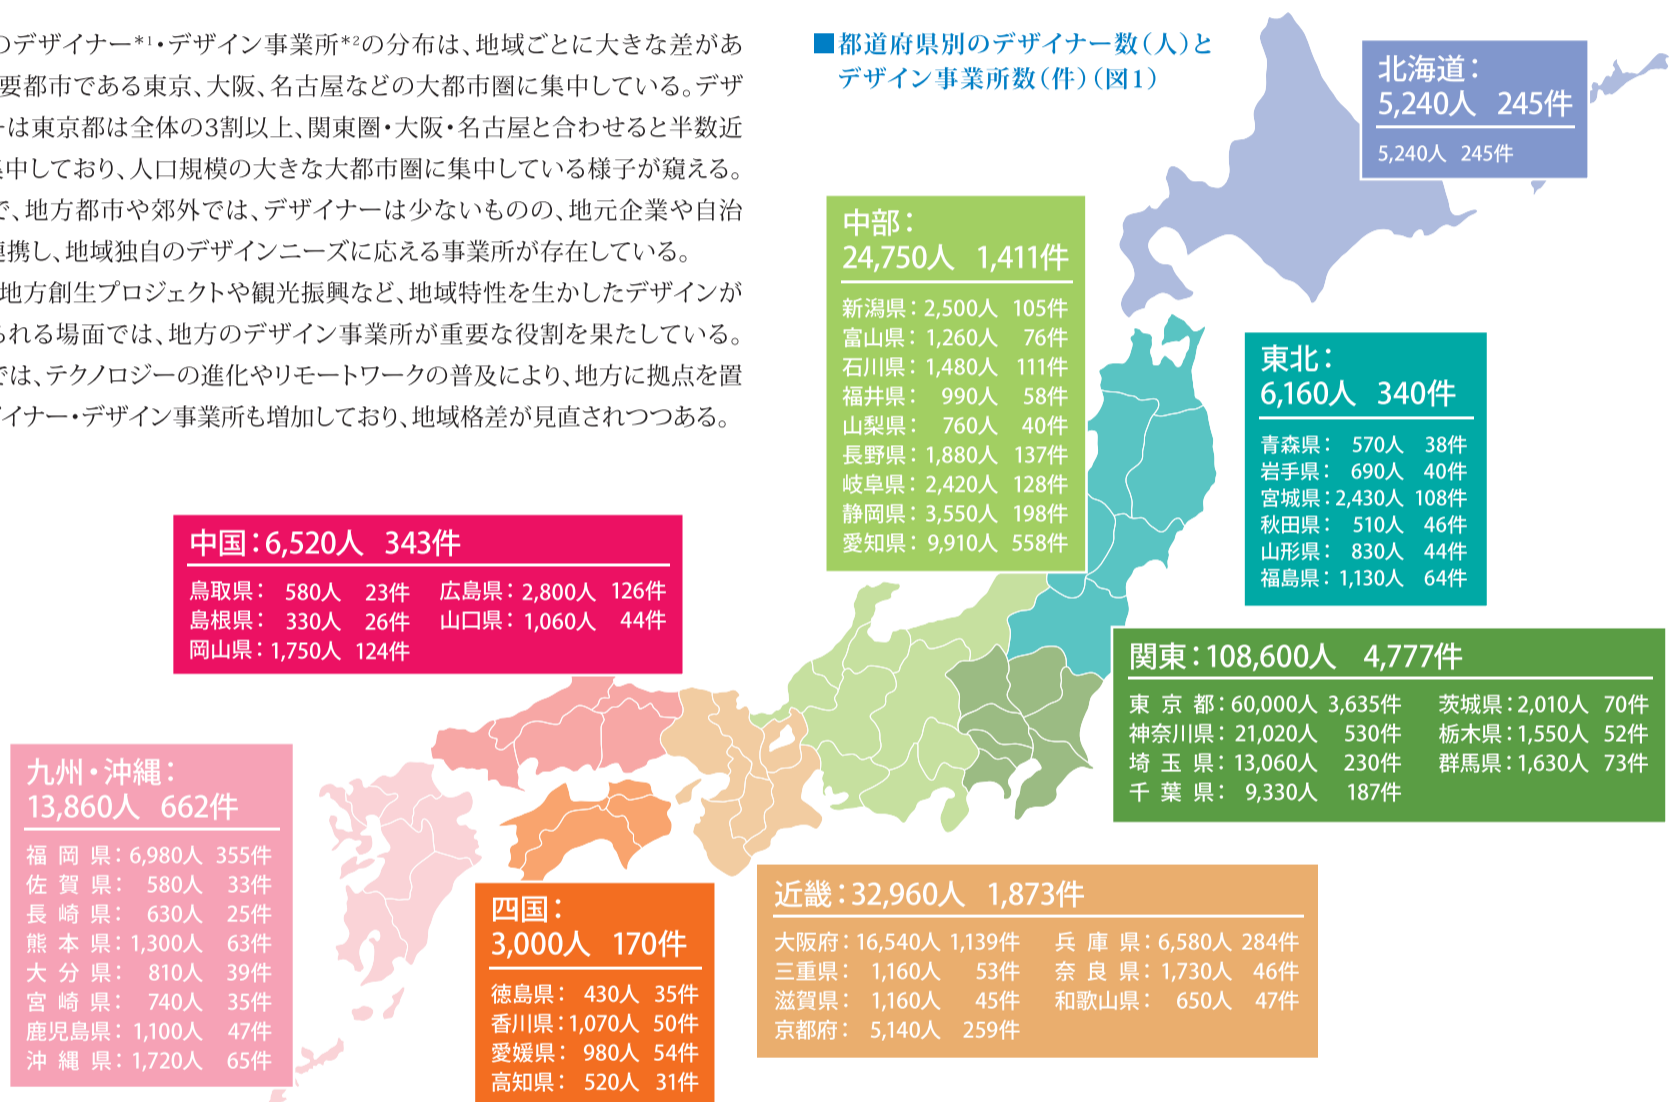 のデザイナー*1・デザイン事業所*2の分布は、地域ごとに大きな差があ
要都市である東京、大阪、名古屋などの大都市圏に集中している。デザ
ーは東京都は全体の3割以上、関東圏・大阪・名古屋と合わせると半数近
集中しており、人口規模の大きな大都市圏に集中している様子が窺える。
で、地方都市や郊外では、デザイナーは少ないものの、地元企業や自治
連携し、地域独自のデザインニーズに応える事業所が存在している。
地方創生プロジェクトや観光振興など、地域特性を生かしたデザインが
られる場面では、地方のデザイン事業所が重要な役割を果たしている。
では、テクノロジーの進化やリモートワークの普及により、地方に拠点を置
イナー・デザイン事業所も増加しており、地域格差が見直されつつある。
■都道府県別のデザイナー数(人)と
デザイン事業所数(件)(図1)
北海道:
5,240人 245件
5,240人 245件
中部:
24,750人 1,411件
新潟県:2,500人 105件
富山県:1,260人 76件
石川県:1,480人 111件
福井県: 990人 58件
山梨県: 760人 40件
長野県:1,880人 137件
岐阜県:2,420人 128件
静岡県:3,550人 198件
愛知県:9,910人 558件
東北:
6,160人 340件
青森県: 570人 38件
岩手県: 690人 40件
宮城県:2,430人 108件
秋田県: 510人 46件
山形県: 830人 44件
福島県:1,130人 64件
中国:6,520人 343件
鳥取県: 580人 23件 広島県:2,800人 126件
島根県: 330人 26件 山口県:1,060人 44件
岡山県:1,750人 124件
関東:108,600人 4,777件
東京都:60,000人 3,635件 茨城県:2,010人 70件
神奈川県:21,020人 530件 栃木県:1,550人 52件
埼玉県:13,060人 230件 群馬県:1,630人 73件
千葉県: 9,330人 187件
九州・沖縄:
13,860人 662件
福岡県:6,980人 355件
佐賀県: 580人 33件
長崎県: 630人 25件
熊本県:1,300人 63件
大分県: 810人 39件
宮崎県: 740人 35件
鹿児島県:1,100人 47件
沖縄県:1,720人 65件
四国:
3,000人 170件
徳島県: 430人 35件
香川県:1,070人 50件
愛媛県: 980人 54件
高知県: 520人 31件
近畿:32,960人 1,873件
大阪府:16,540人 1,139件 兵庫県:6,580人 284件
三重県: 1,160人 53件 奈良県:1,730人 46件
滋賀県: 1,160人 45件 和歌山県: 650人 47件
京都府: 5,140人 259件